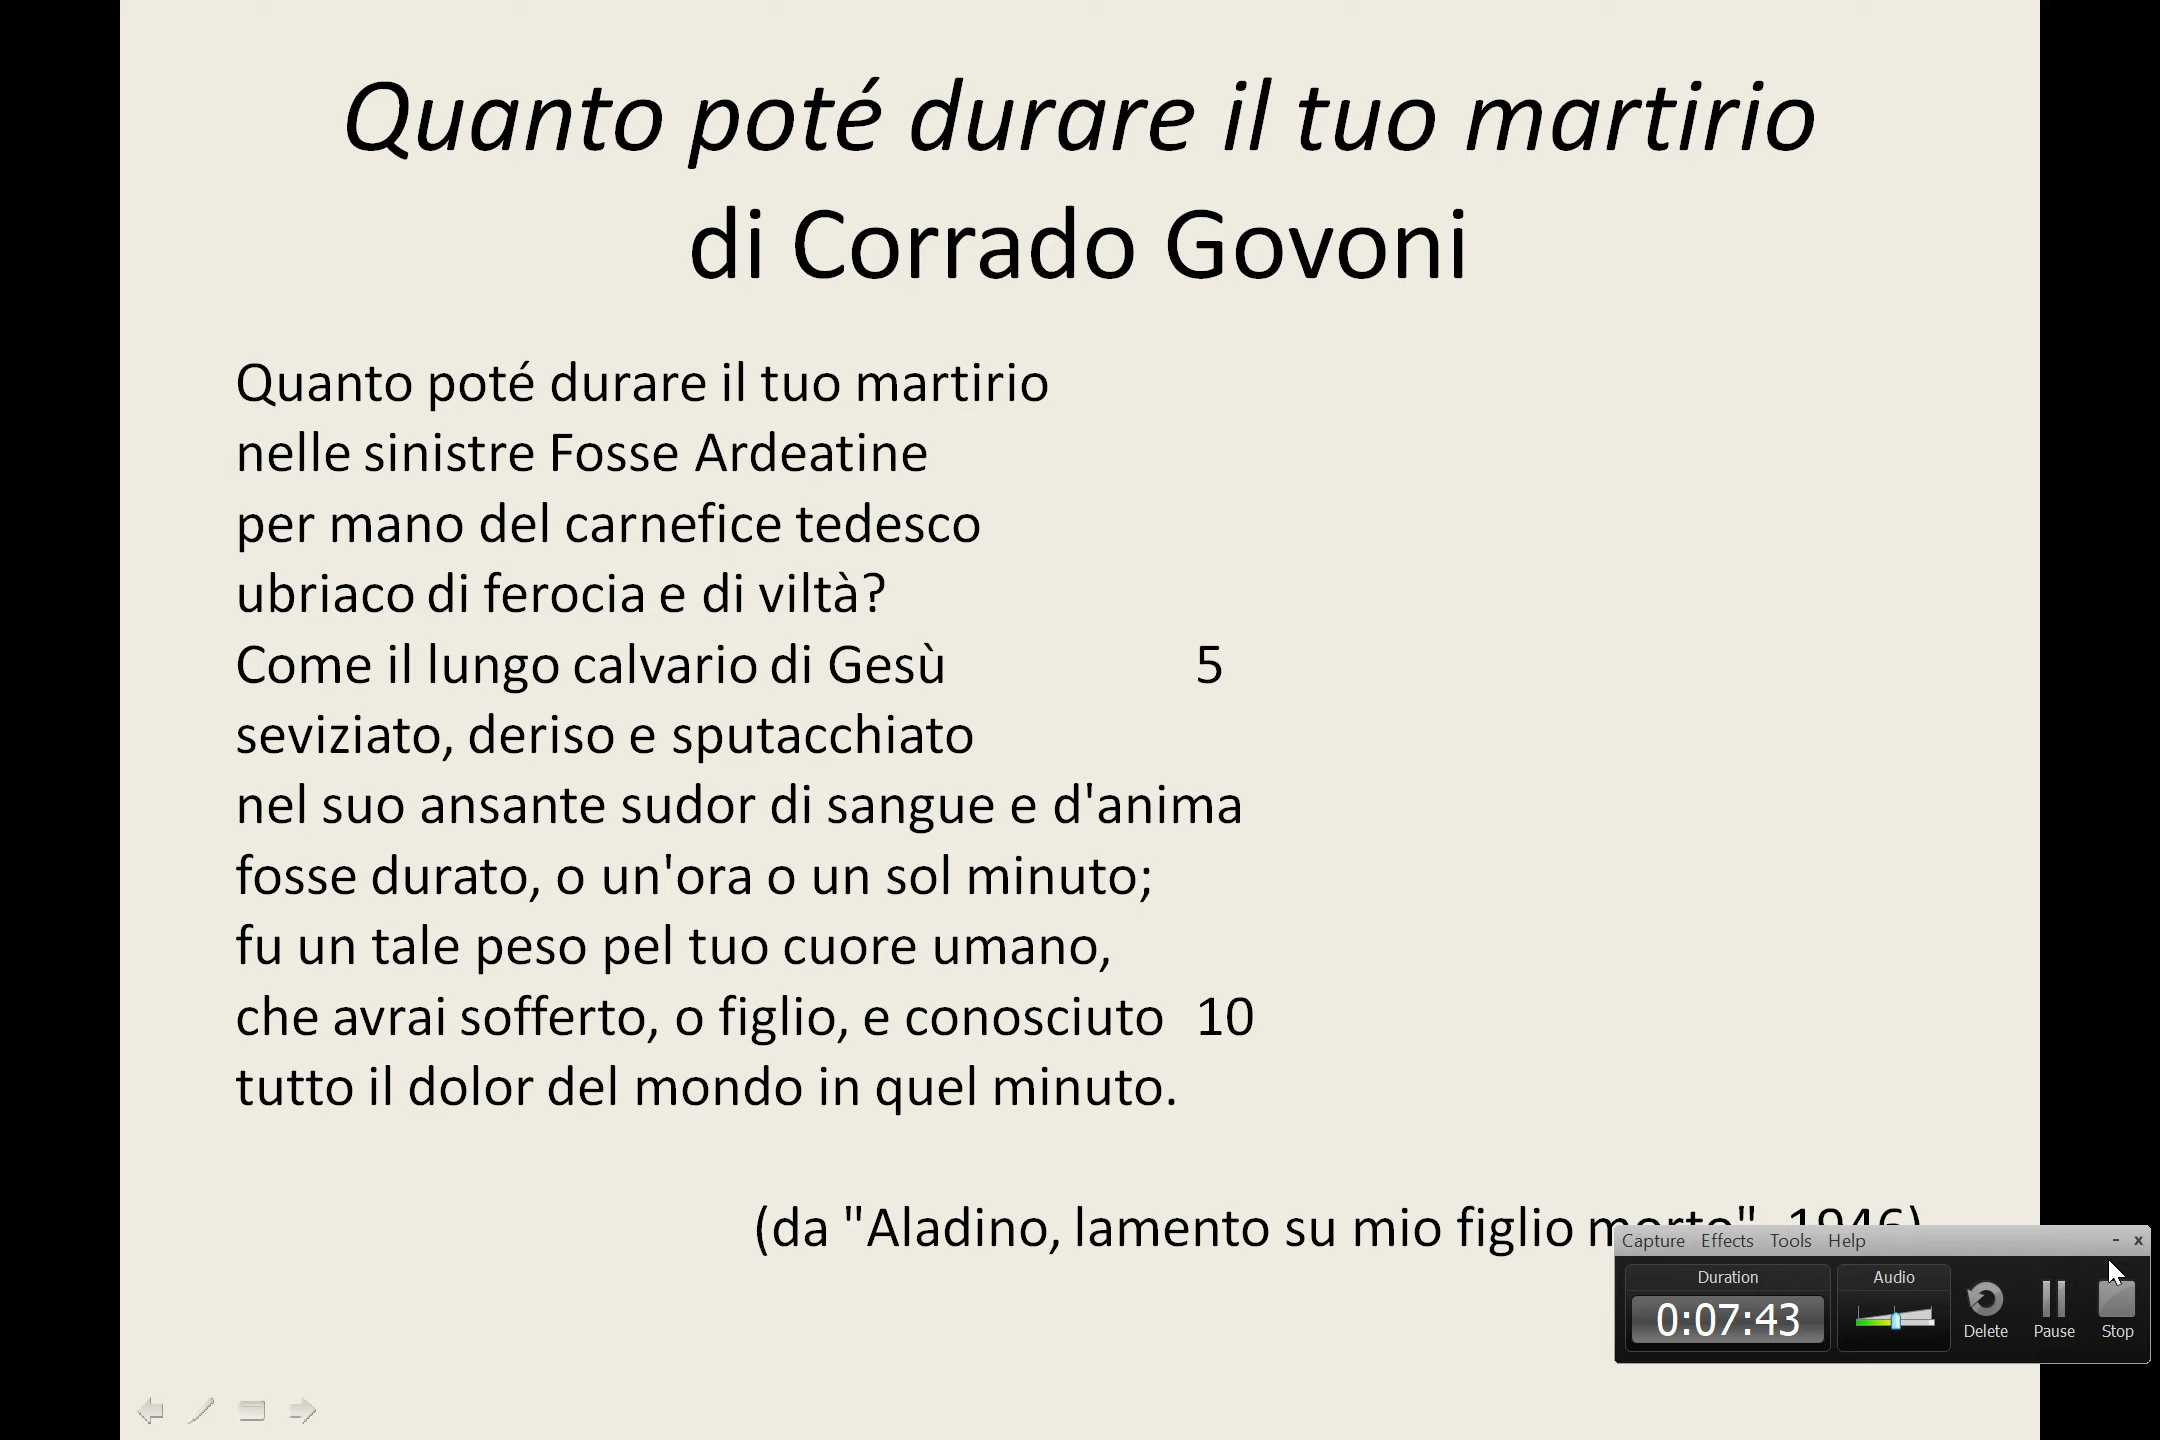 Quanto poté durare il tuo martirio
di Corrado Govoni
Quanto poté durare il tuo martirio
nelle sinistre Fosse Ardeatine
per mano del carnefice tedesco
ubriaco di ferocia e di viltà?
Come il lungo calvario di Gesù 5
seviziato, deriso e sputacchiato
nel suo ansante sudor di sangue e d'anima
fosse durato, o un'ora o un sol minuto;
fu un tale peso pel tuo cuore umano,
che avrai sofferto, o figlio, e conosciuto 10
tutto il dolor del mondo in quel minuto.
(da "Aladino, lamento su mio figlio morto", 1946)
Capture Effects Tools Help - x
Duration Audio
0:07:43
Delete Pause Stop